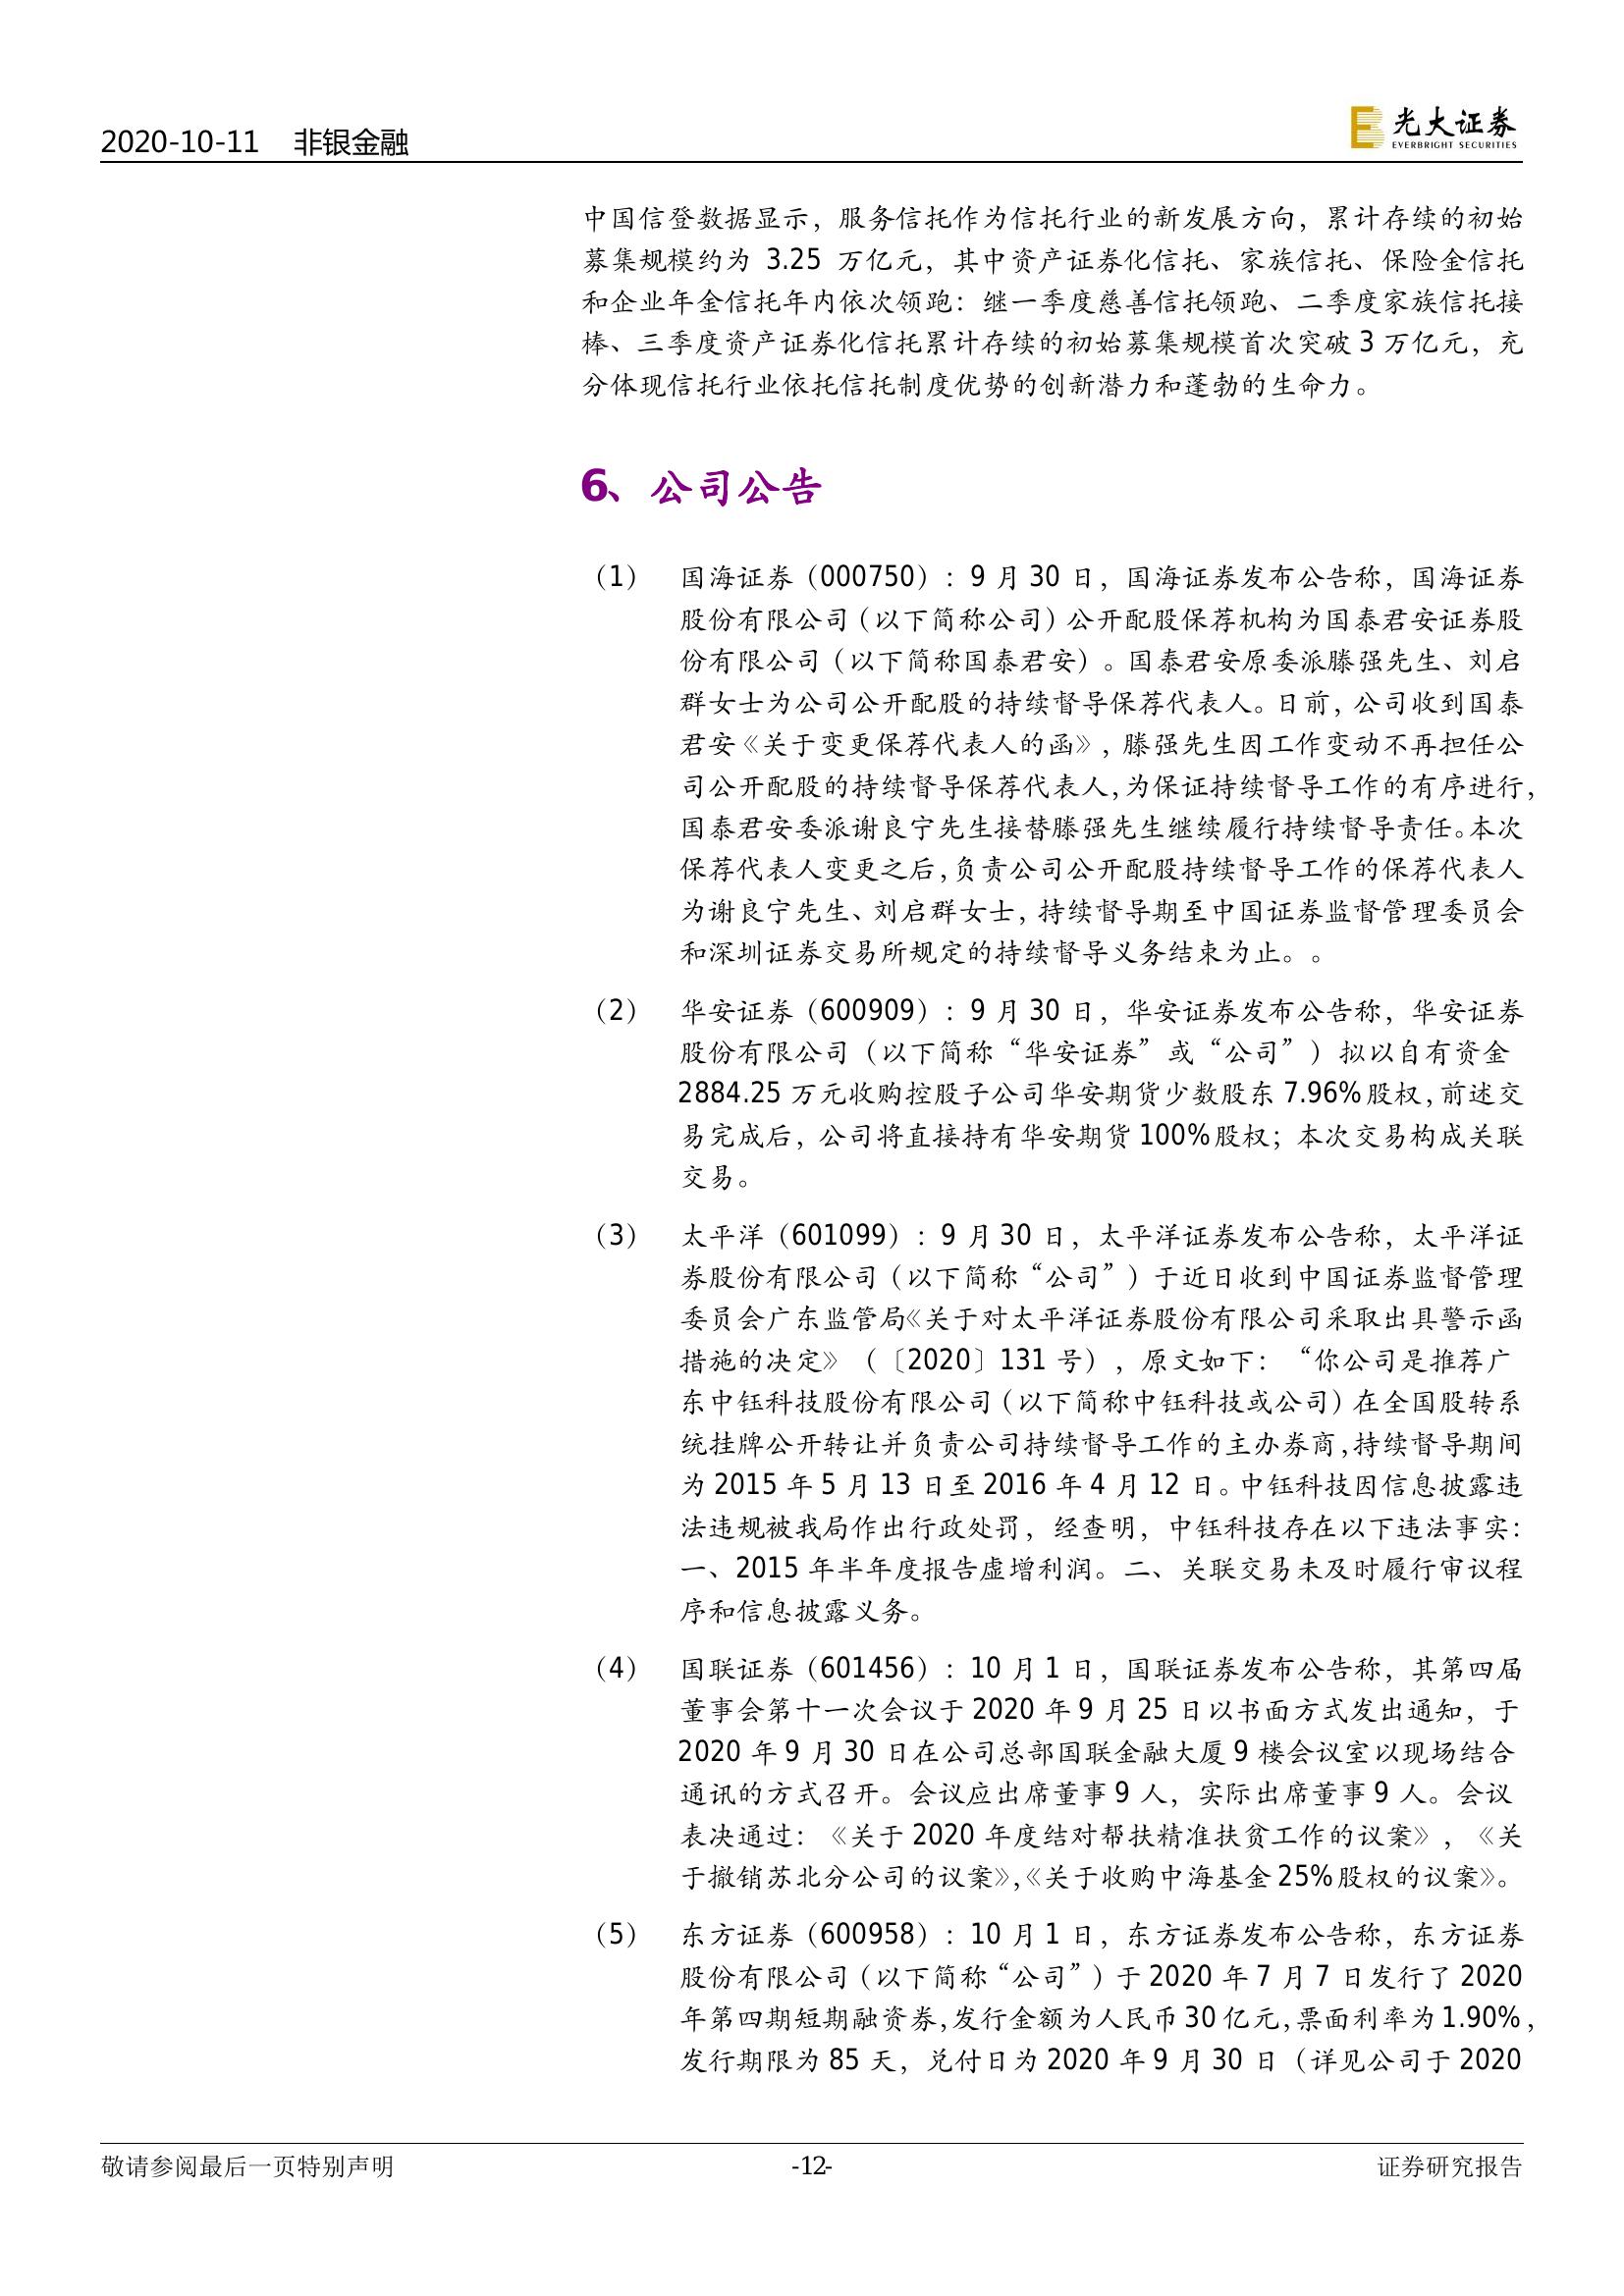 2020-10-11 非银金融
光大证券
EVERBRIGHT SECURITIES
中国信登数据显示，服务信托作为信托行业的新发展方向，累计存续的初始
募集规模约为 3.25 万亿元，其中资产证券化信托、家族信托、保险金信托
和企业年金信托年内依次领跑：继一季度慈善信托领跑、二季度家族信托接
棒、三季度资产证券化信托累计存续的初始募集规模首次突破 3 万亿元，充
分体现信托行业依托信托制度优势的创新潜力和蓬勃的生命力。
6、公司公告
（1） 国海证券（000750）：9 月 30 日，国海证券发布公告称，国海证券
股份有限公司（以下简称公司）公开配股保荐机构为国泰君安证券股
份有限公司（以下简称国泰君安）。国泰君安原委派滕强先生、刘启
群女士为公司公开配股的持续督导保荐代表人。日前，公司收到国泰
君安《关于变更保荐代表人的函》，滕强先生因工作变动不再担任公
司公开配股的持续督导保荐代表人，为保证持续督导工作的有序进行，
国泰君安委派谢良宁先生接替滕强先生继续履行持续督导责任。本次
保荐代表人变更之后，负责公司公开配股持续督导工作的保荐代表人
为谢良宁先生、刘启群女士，持续督导期至中国证券监督管理委员会
和深圳证券交易所规定的持续督导义务结束为止。。
（2） 华安证券（600909）：9 月 30 日，华安证券发布公告称，华安证券
股份有限公司（以下简称“华安证券”或“公司”）拟以自有资金
2884.25 万元收购控股子公司华安期货少数股东 7.96%股权，前述交
易完成后，公司将直接持有华安期货 100%股权；本次交易构成关联
交易。
（3） 太平洋（601099）：9 月 30 日，太平洋证券发布公告称，太平洋证
券股份有限公司（以下简称“公司”）于近日收到中国证券监督管理
委员会广东监管局《关于对太平洋证券股份有限公司采取出具警示函
措施的决定》（〔2020〕131 号），原文如下：“你公司是推荐广
东中钰科技股份有限公司（以下简称中钰科技或公司）在全国股转系
统挂牌公开转让并负责公司持续督导工作的主办券商，持续督导期间
为 2015 年 5 月 13 日至 2016 年 4 月 12 日。中钰科技因信息披露违
法违规被我局作出行政处罚，经查明，中钰科技存在以下违法事实：
一、2015 年半年度报告虚增利润。二、关联交易未及时履行审议程
序和信息披露义务。
（4） 国联证券（601456）：10 月 1 日，国联证券发布公告称，其第四届
董事会第十一次会议于 2020 年 9 月 25 日以书面方式发出通知，于
2020 年 9 月 30 日在公司总部国联金融大厦 9 楼会议室以现场结合
通讯的方式召开。会议应出席董事 9 人，实际出席董事 9 人。会议
表决通过：《关于 2020 年度结对帮扶精准扶贫工作的议案》，《关
于撤销苏北分公司的议案》，《关于收购中海基金 25%股权的议案》。
（5） 东方证券（600958）：10 月 1 日，东方证券发布公告称，东方证券
股份有限公司（以下简称“公司”）于 2020 年 7 月 7 日发行了 2020
年第四期短期融资券，发行金额为人民币 30 亿元，票面利率为 1.90%，
发行期限为 85 天，兑付日为 2020 年 9 月 30 日（详见公司于 2020
敬请参阅最后一页特别声明 -12- 证券研究报告